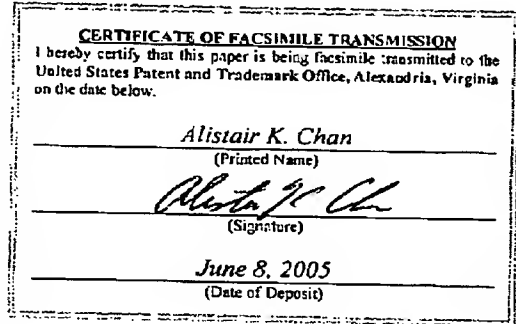 CERTIFICATE OF FACSIMILE TRANSMISSION
I hereby certify that this paper is being facsimile transmitted to the
United States Patent and Trademark Office, Alexandria, Virginia
on the date below.
Alistair K. Chan
(Printed Name)
Alistair K Chan
(Signature)
June 8, 2005
(Date of Deposit)